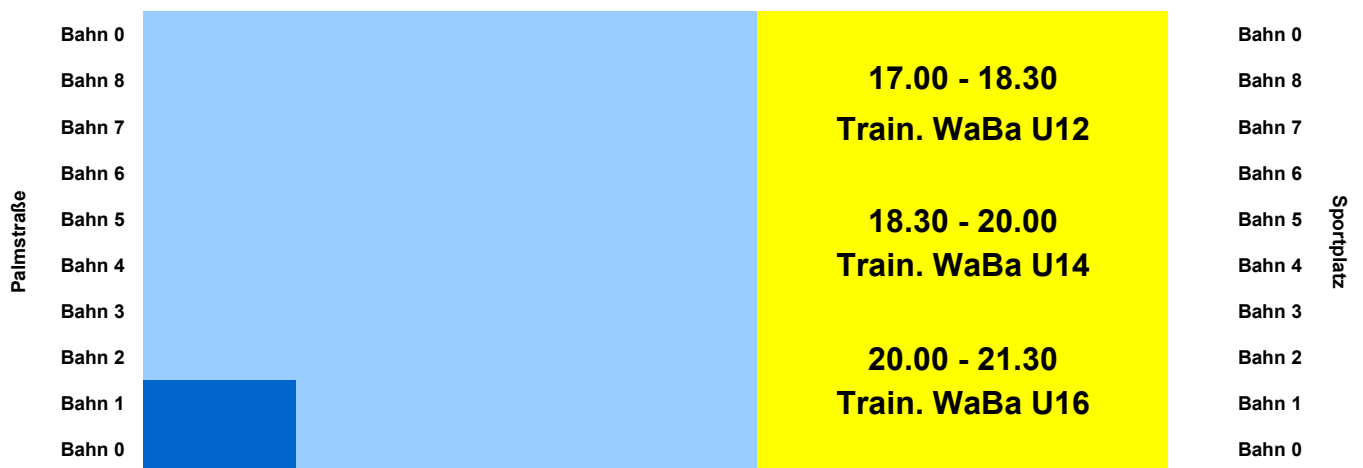 Palmstraße
Bahn 0
Bahn 8
Bahn 7
Bahn 6
Bahn 5
Bahn 4
Bahn 3
Bahn 2
Bahn 1
Bahn 0
17.00 - 18.30
Train. WaBa U12
18.30 - 20.00
Train. WaBa U14
20.00 - 21.30
Train. WaBa U16
Bahn 0
Bahn 8
Bahn 7
Bahn 6
Bahn 5
Bahn 4
Bahn 3
Bahn 2
Bahn 1
Bahn 0
Sportplatz